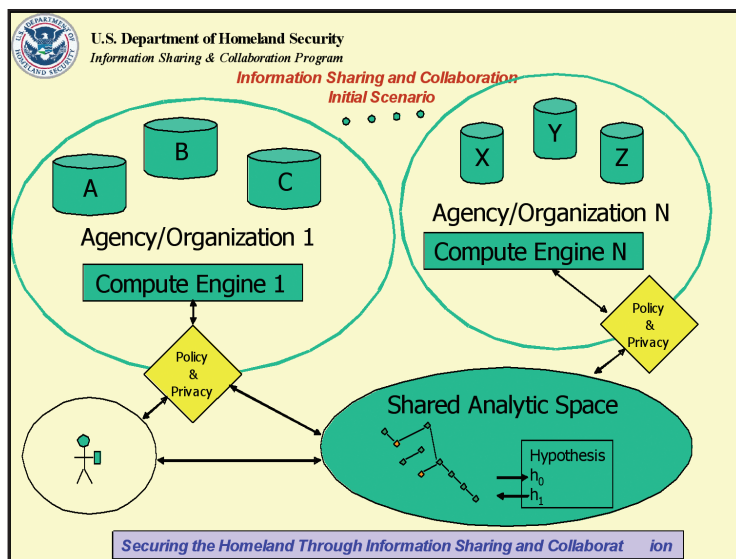 U.S. Department of Homeland Security
Information Sharing & Collaboration Program
Information Sharing and Collaboration
Initial Scenario
A
B
C
Agency/Organization 1
Compute Engine 1
X
Y
Z
Agency/Organization N
Compute Engine N
Policy
&
Privacy
Policy
&
Privacy
Shared Analytic Space
Hypothesis
h0
h1
Securing the Homeland Through Information Sharing and Collaborat ion